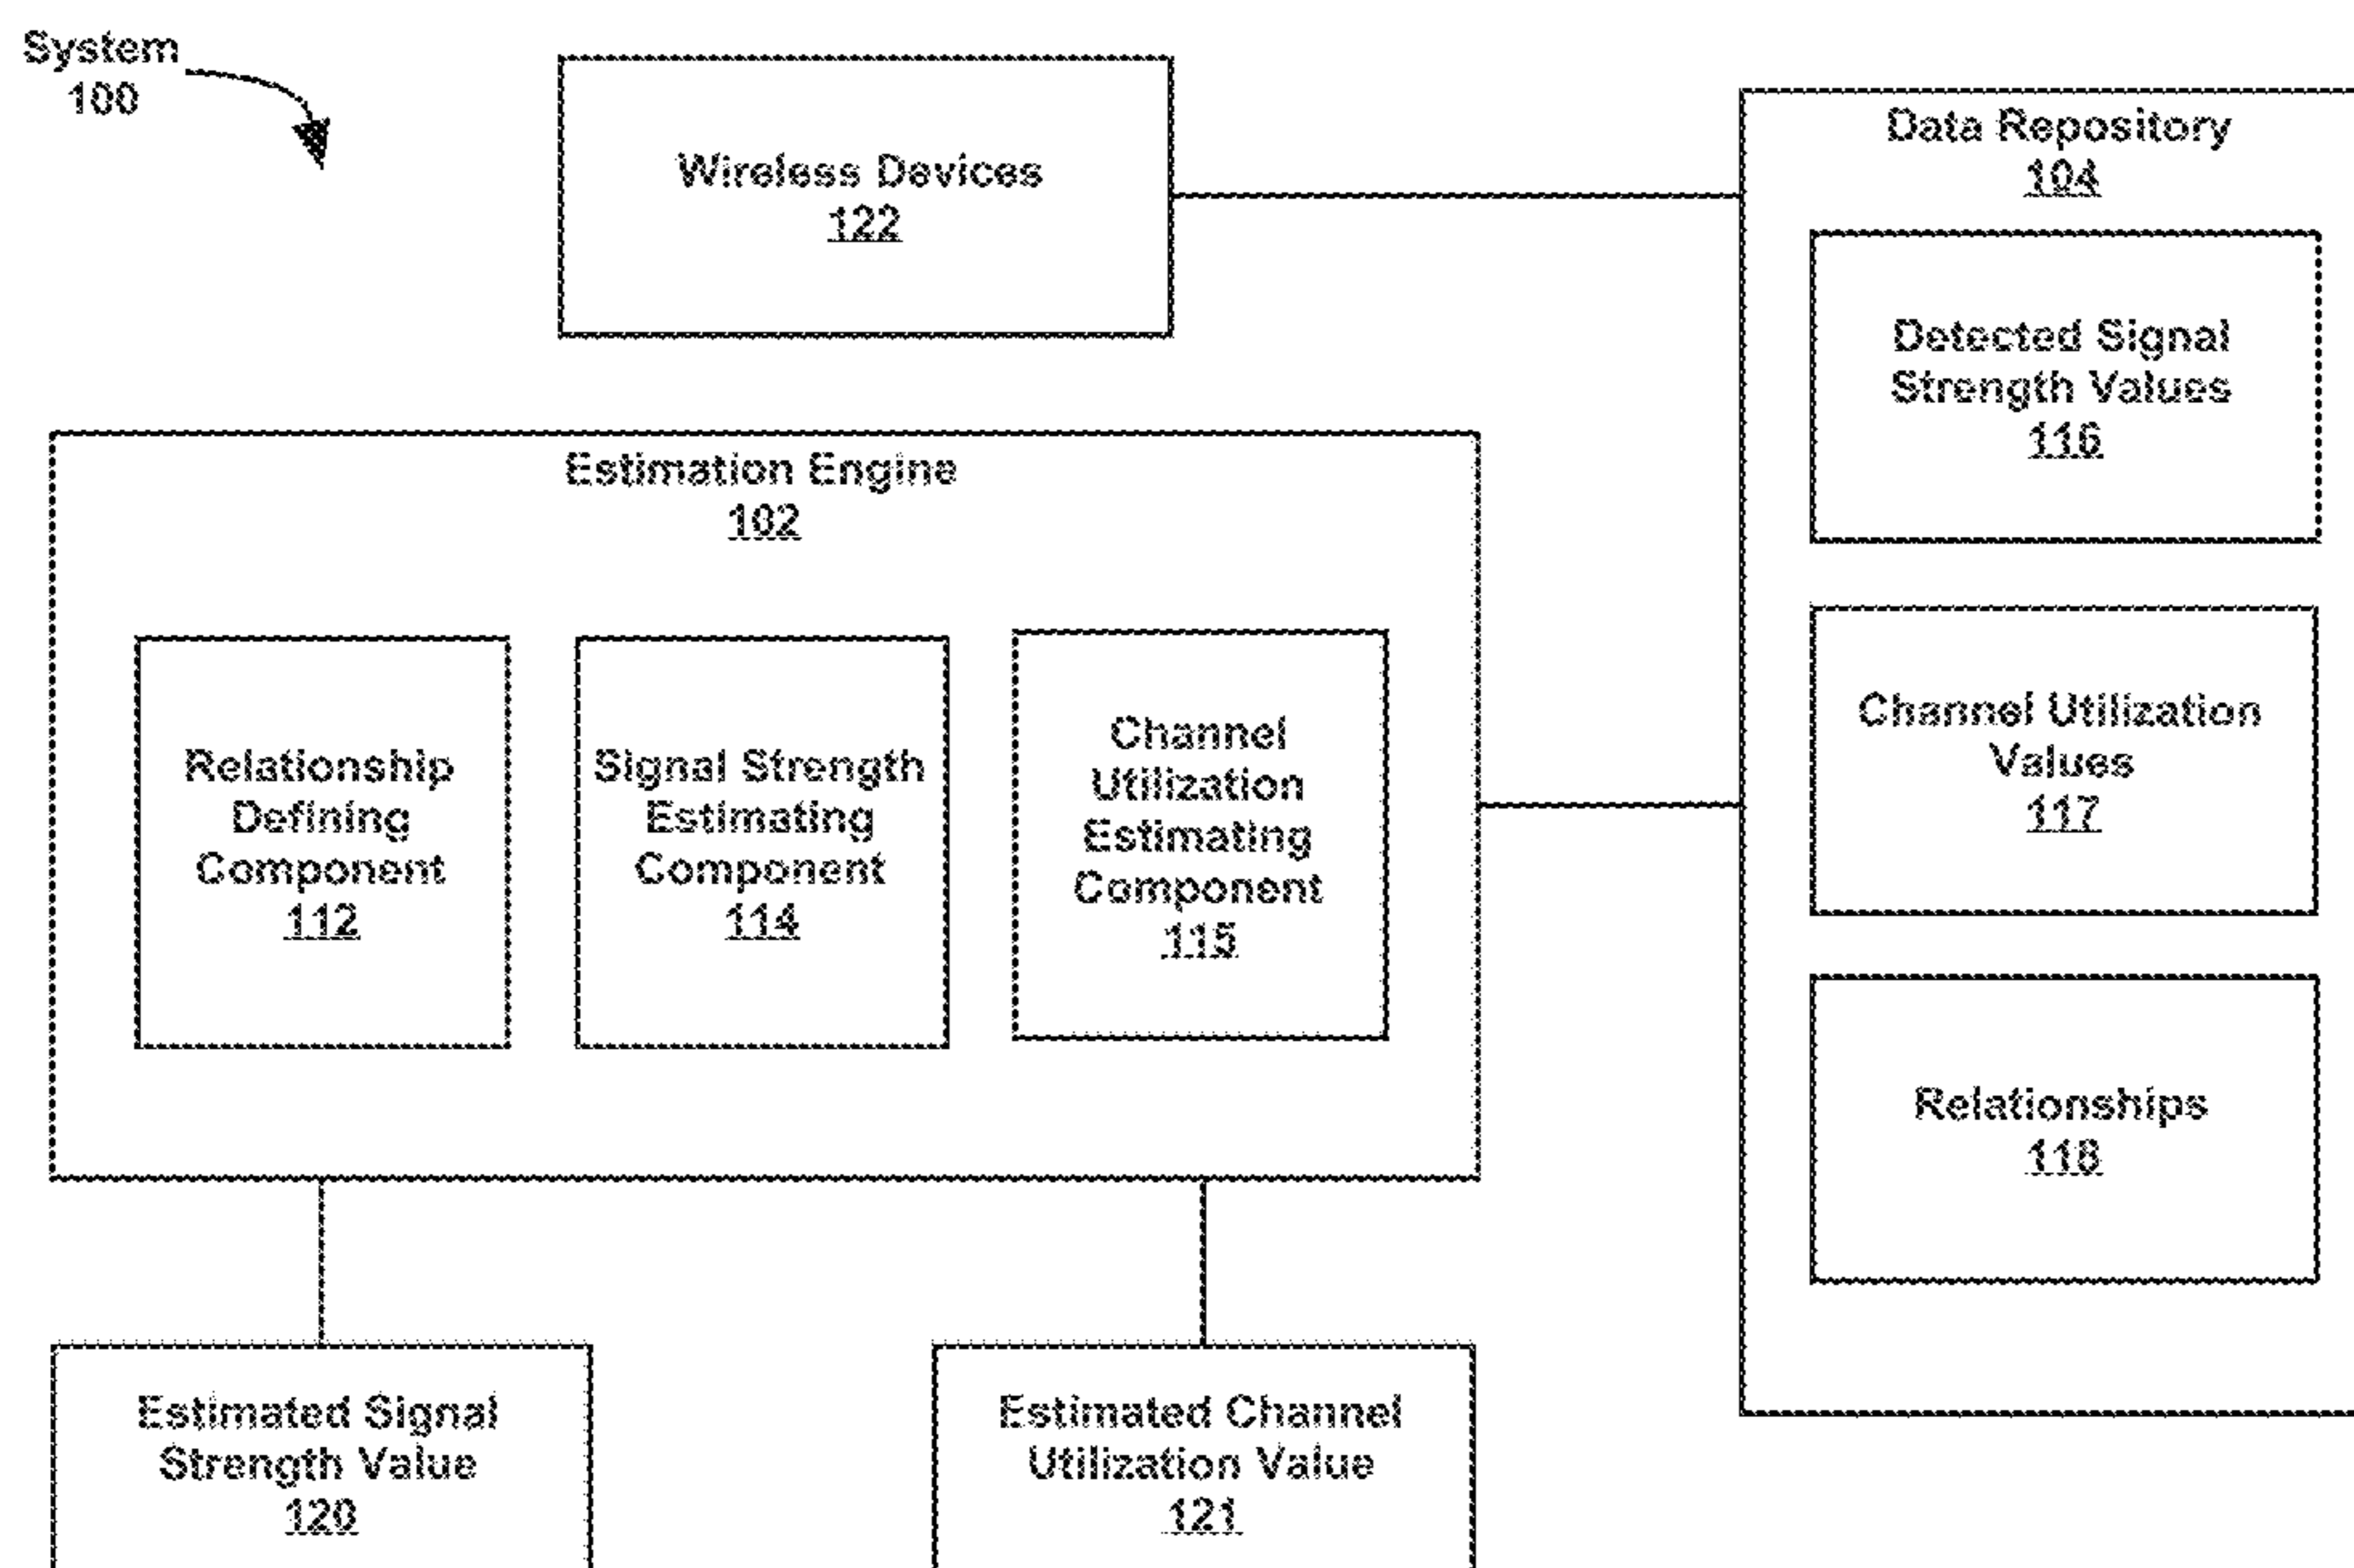 System
100
Wireless Devices
122
Data Repository
104
Detected Signal
Strength Values
116
Channel Utilization
Values
117
Relationships
118
Estimation Engine
102
Relationship
Defining
Component
112
Signal Strength
Estimating
Component
114
Channel
Utilization
Estimating
Component
115
Estimated Signal
Strength Value
120
Estimated Channel
Utilization Value
121